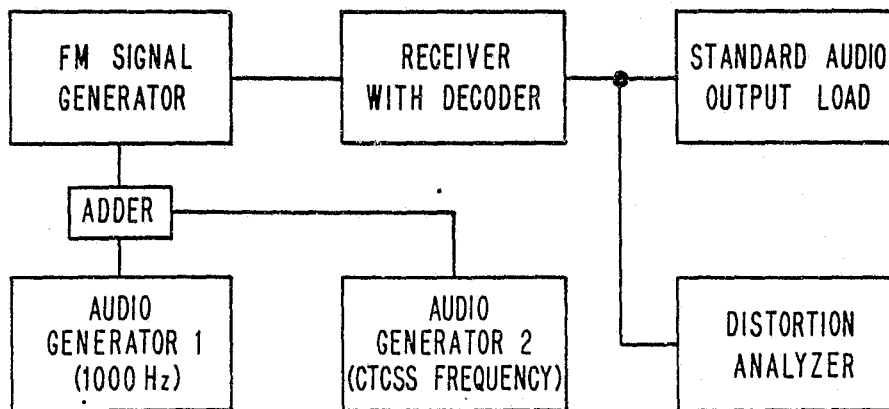 FM SIGNAL
GENERATOR
RECEIVER
WITH DECODER
STANDARD AUDIO
OUTPUT LOAD
ADDER
AUDIO
GENERATOR 1
(1000 Hz)
AUDIO
GENERATOR 2
(CTCSS FREQUENCY)
DISTORTION
ANALYZER